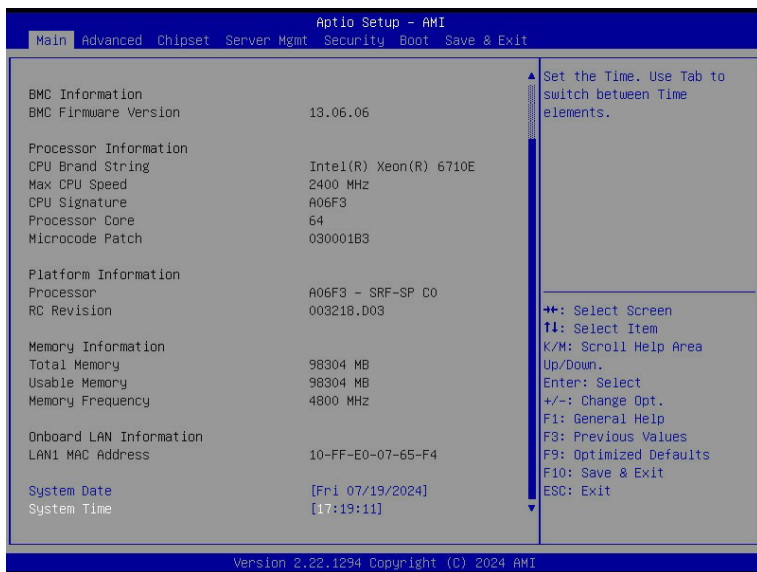 Aptio Setup - AMI
Main Advanced Chipset Server Mgmt Security Boot Save & Exit
BMC Information
BMC Firmware Version 13.06.06
Processor Information
CPU Brand String Intel(R) Xeon(R) 6710E
Max CPU Speed 2400 MHz
CPU Signature A06F3
Processor Core 64
Microcode Patch 030001B3
Platform Information
Processor A06F3 - SRF-SP C0
RC Revision 003218.D03
Memory Information
Total Memory 98304 MB
Usable Memory 98304 MB
Memory Frequency 4800 MHz
Onboard LAN Information
LAN1 MAC Address 10-FF-E0-07-65-F4
System Date [Fri 07/19/2024]
System Time [17:19:11]
Set the Time. Use Tab to
switch between Time
elements.
→←: Select Screen
↑↓: Select Item
K/M: Scroll Help Area
Up/Down.
Enter: Select
+/-: Change Opt.
F1: General Help
F3: Previous Values
F9: Optimized Defaults
F10: Save & Exit
ESC: Exit
Version 2.22.1294 Copyright (C) 2024 AMI